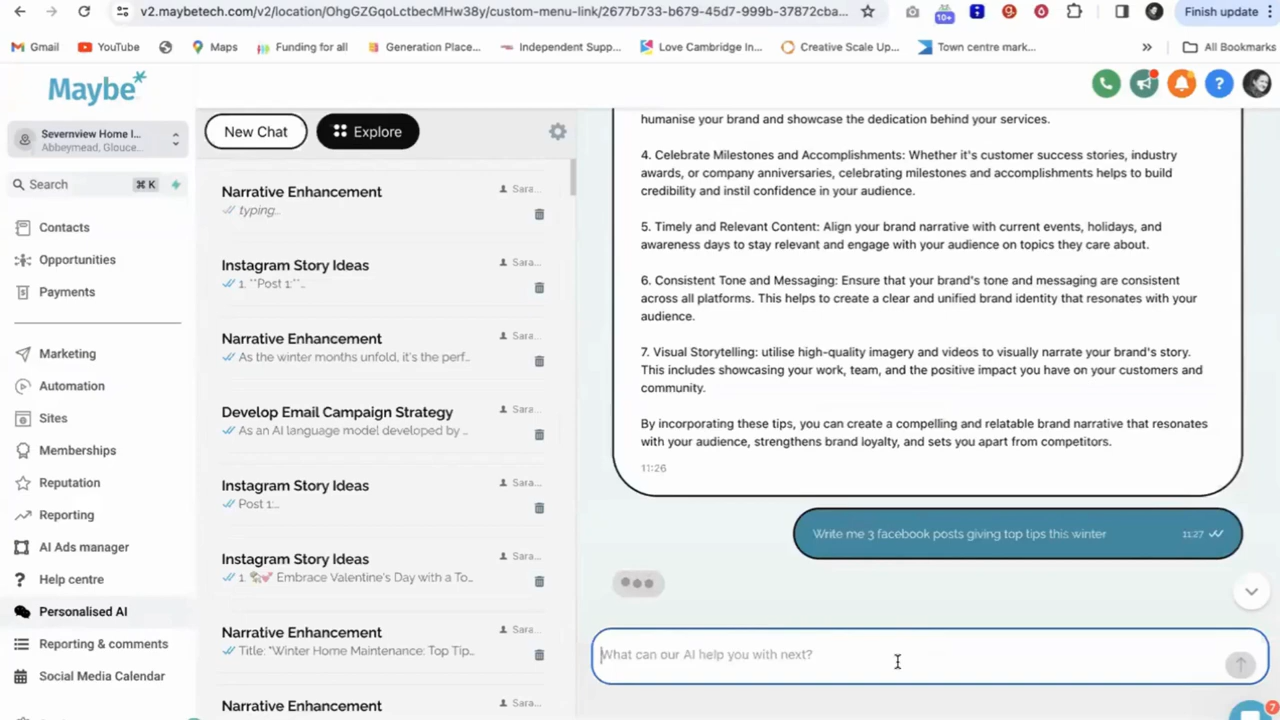 v2.maybetech.com/v2/location/OhgGZGqoLctbecMHw38y/custom-menu-link/2677b733-b679-45d7-999b-37872cba...
10+
Finish update
Gmail
YouTube
Maps
Funding for all
Generation Place...
Independent Supp...
Love Cambridge In...
Creative Scale Up...
Town centre mark...
»
All Bookmarks
Maybe*
Severnview Home I...
Abbeymead, Glouce...
Search
⌘ K
Contacts
Opportunities
Payments
Marketing
Automation
Sites
Memberships
Reputation
Reporting
AI Ads manager
Help centre
Personalised AI
Reporting & comments
Social Media Calendar
New Chat
Explore
Narrative Enhancement
Sara...
typing...
Instagram Story Ideas
Sara...
1. **Post 1:**...
Narrative Enhancement
Sara...
As the winter months unfold, it's the perf...
Develop Email Campaign Strategy
Sara...
As an AI language model developed by ...
Instagram Story Ideas
Sara...
Post 1:...
Instagram Story Ideas
Sara...
1. 🏡💕 Embrace Valentine's Day with a To...
Narrative Enhancement
Sara...
Title: "Winter Home Maintenance: Top Tip...
Narrative Enhancement
Sara...
humanise your brand and showcase the dedication behind your services.
4. Celebrate Milestones and Accomplishments: Whether it's customer success stories, industry
awards, or company anniversaries, celebrating milestones and accomplishments helps to build
credibility and instil confidence in your audience.
5. Timely and Relevant Content: Align your brand narrative with current events, holidays, and
awareness days to stay relevant and engage with your audience on topics they care about.
6. Consistent Tone and Messaging: Ensure that your brand's tone and messaging are consistent
across all platforms. This helps to create a clear and unified brand identity that resonates with your
audience.
7. Visual Storytelling: utilise high-quality imagery and videos to visually narrate your brand's story.
This includes showcasing your work, team, and the positive impact you have on your customers and
community.
By incorporating these tips, you can create a compelling and relatable brand narrative that resonates
with your audience, strengthens brand loyalty, and sets you apart from competitors.
11:26
Write me 3 facebook posts giving top tips this winter
11:27
What can our AI help you with next?
7